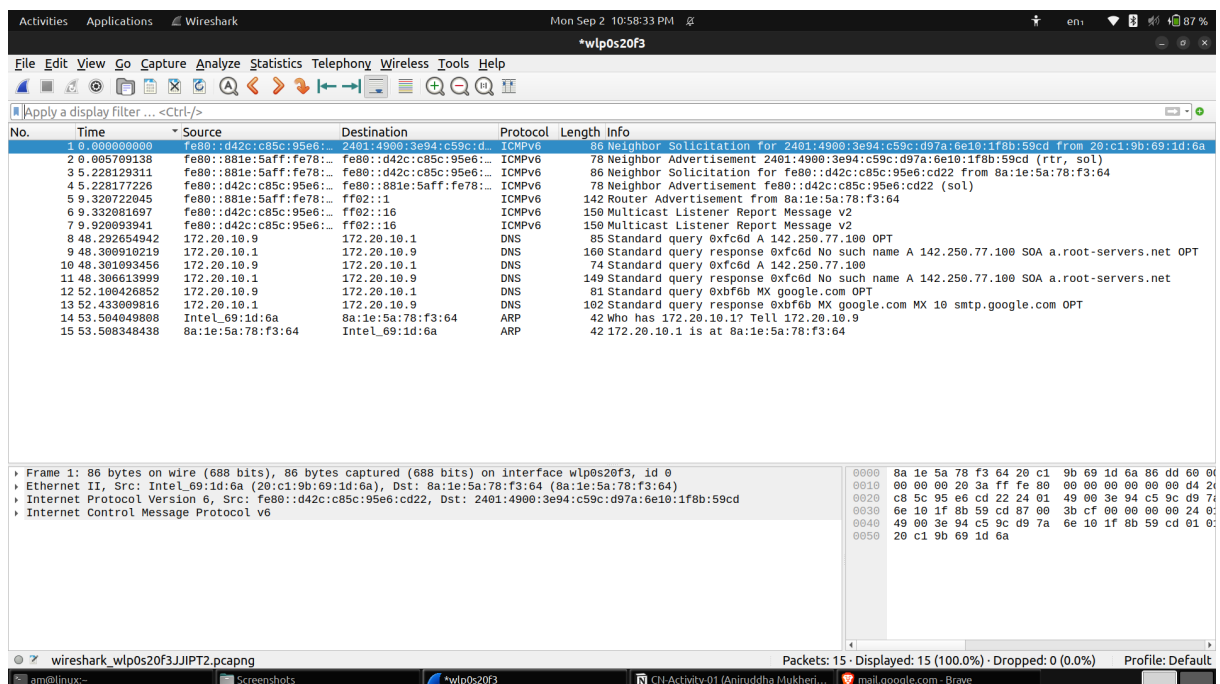 Activities Applications Wireshark Mon Sep 2 10:58:33 PM en₁ 87 %
*wlp0s20f3
File Edit View Go Capture Analyze Statistics Telephony Wireless Tools Help
Apply a display filter … <Ctrl-/>
No. Time Source Destination Protocol Length Info
1 0.000000000 fe80::d42c:c85c:95e6:… 2401:4900:3e94:c59c:d… ICMPv6 86 Neighbor Solicitation for 2401:4900:3e94:c59c:d97a:6e10:1f8b:59cd from 20:c1:9b:69:1d:6a
2 0.005709138 fe80::881e:5aff:fe78:… fe80::d42c:c85c:95e6:… ICMPv6 78 Neighbor Advertisement 2401:4900:3e94:c59c:d97a:6e10:1f8b:59cd (rtr, sol)
3 5.228129311 fe80::881e:5aff:fe78:… fe80::d42c:c85c:95e6:… ICMPv6 86 Neighbor Solicitation for fe80::d42c:c85c:95e6:cd22 from 8a:1e:5a:78:f3:64
4 5.228177226 fe80::d42c:c85c:95e6:… fe80::881e:5aff:fe78:… ICMPv6 78 Neighbor Advertisement fe80::d42c:c85c:95e6:cd22 (sol)
5 9.320722045 fe80::881e:5aff:fe78:… ff02::1 ICMPv6 142 Router Advertisement from 8a:1e:5a:78:f3:64
6 9.332081697 fe80::d42c:c85c:95e6:… ff02::16 ICMPv6 150 Multicast Listener Report Message v2
7 9.920093941 fe80::d42c:c85c:95e6:… ff02::16 ICMPv6 150 Multicast Listener Report Message v2
8 48.292654942 172.20.10.9 172.20.10.1 DNS 85 Standard query 0xfc6d A 142.250.77.100 OPT
9 48.300910219 172.20.10.1 172.20.10.9 DNS 160 Standard query response 0xfc6d No such name A 142.250.77.100 SOA a.root-servers.net OPT
10 48.301093456 172.20.10.9 172.20.10.1 DNS 74 Standard query 0xfc6d A 142.250.77.100
11 48.306613999 172.20.10.1 172.20.10.9 DNS 149 Standard query response 0xfc6d No such name A 142.250.77.100 SOA a.root-servers.net
12 52.100426852 172.20.10.9 172.20.10.1 DNS 81 Standard query 0xbf6b MX google.com OPT
13 52.433009816 172.20.10.1 172.20.10.9 DNS 102 Standard query response 0xbf6b MX google.com MX 10 smtp.google.com OPT
14 53.504049808 Intel_69:1d:6a 8a:1e:5a:78:f3:64 ARP 42 Who has 172.20.10.1? Tell 172.20.10.9
15 53.508348438 8a:1e:5a:78:f3:64 Intel_69:1d:6a ARP 42 172.20.10.1 is at 8a:1e:5a:78:f3:64
Frame 1: 86 bytes on wire (688 bits), 86 bytes captured (688 bits) on interface wlp0s20f3, id 0
Ethernet II, Src: Intel_69:1d:6a (20:c1:9b:69:1d:6a), Dst: 8a:1e:5a:78:f3:64 (8a:1e:5a:78:f3:64)
Internet Protocol Version 6, Src: fe80::d42c:c85c:95e6:cd22, Dst: 2401:4900:3e94:c59c:d97a:6e10:1f8b:59cd
Internet Control Message Protocol v6
0000 8a 1e 5a 78 f3 64 20 c1 9b 69 1d 6a 86 dd 60 00
0010 00 00 00 20 3a ff fe 80 00 00 00 00 00 00 d4 2c
0020 c8 5c 95 e6 cd 22 24 01 49 00 3e 94 c5 9c d9 7a
0030 6e 10 1f 8b 59 cd 87 00 3b cf 00 00 00 00 24 01
0040 49 00 3e 94 c5 9c d9 7a 6e 10 1f 8b 59 cd 01 01
0050 20 c1 9b 69 1d 6a
wireshark_wlp0s20f3JJIPT2.pcapng Packets: 15 · Displayed: 15 (100.0%) · Dropped: 0 (0.0%) Profile: Default
am@linux:~ Screenshots *wlp0s20f3 CN-Activity-01 (Aniruddha Mukherj… mail.google.com - Brave